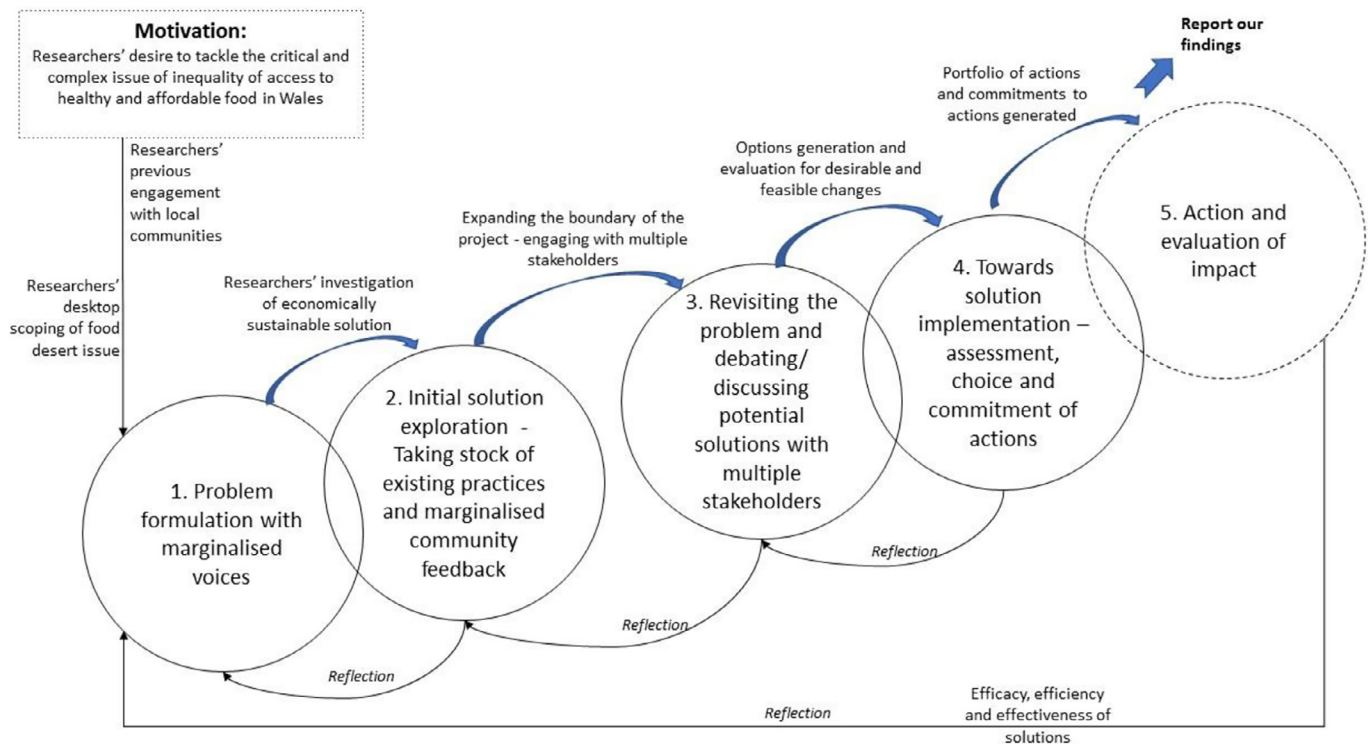 Motivation:
Researchers' desire to tackle the critical and
complex issue of inequality of access to
healthy and affordable food in Wales
Researchers'
previous
engagement
with local
communities
Researchers'
desktop
scoping of food
desert issue
1. Problem
formulation with
marginalised
voices
Researchers' investigation
of economically
sustainable solution
2. Initial solution
exploration -
Taking stock of
existing practices
and marginalised
community
feedback
Expanding the boundary of the
project - engaging with multiple
stakeholders
3. Revisiting the
problem and
debating/
discussing
potential
solutions with
multiple
stakeholders
Options generation and
evaluation for desirable and
feasible changes
4. Towards
solution
implementation –
assessment,
choice and
commitment of
actions
Portfolio of actions
and commitments to
actions generated
Report our
findings
5. Action and
evaluation of
impact
Reflection
Reflection
Reflection
Reflection
Efficacy, efficiency
and effectiveness of
solutions